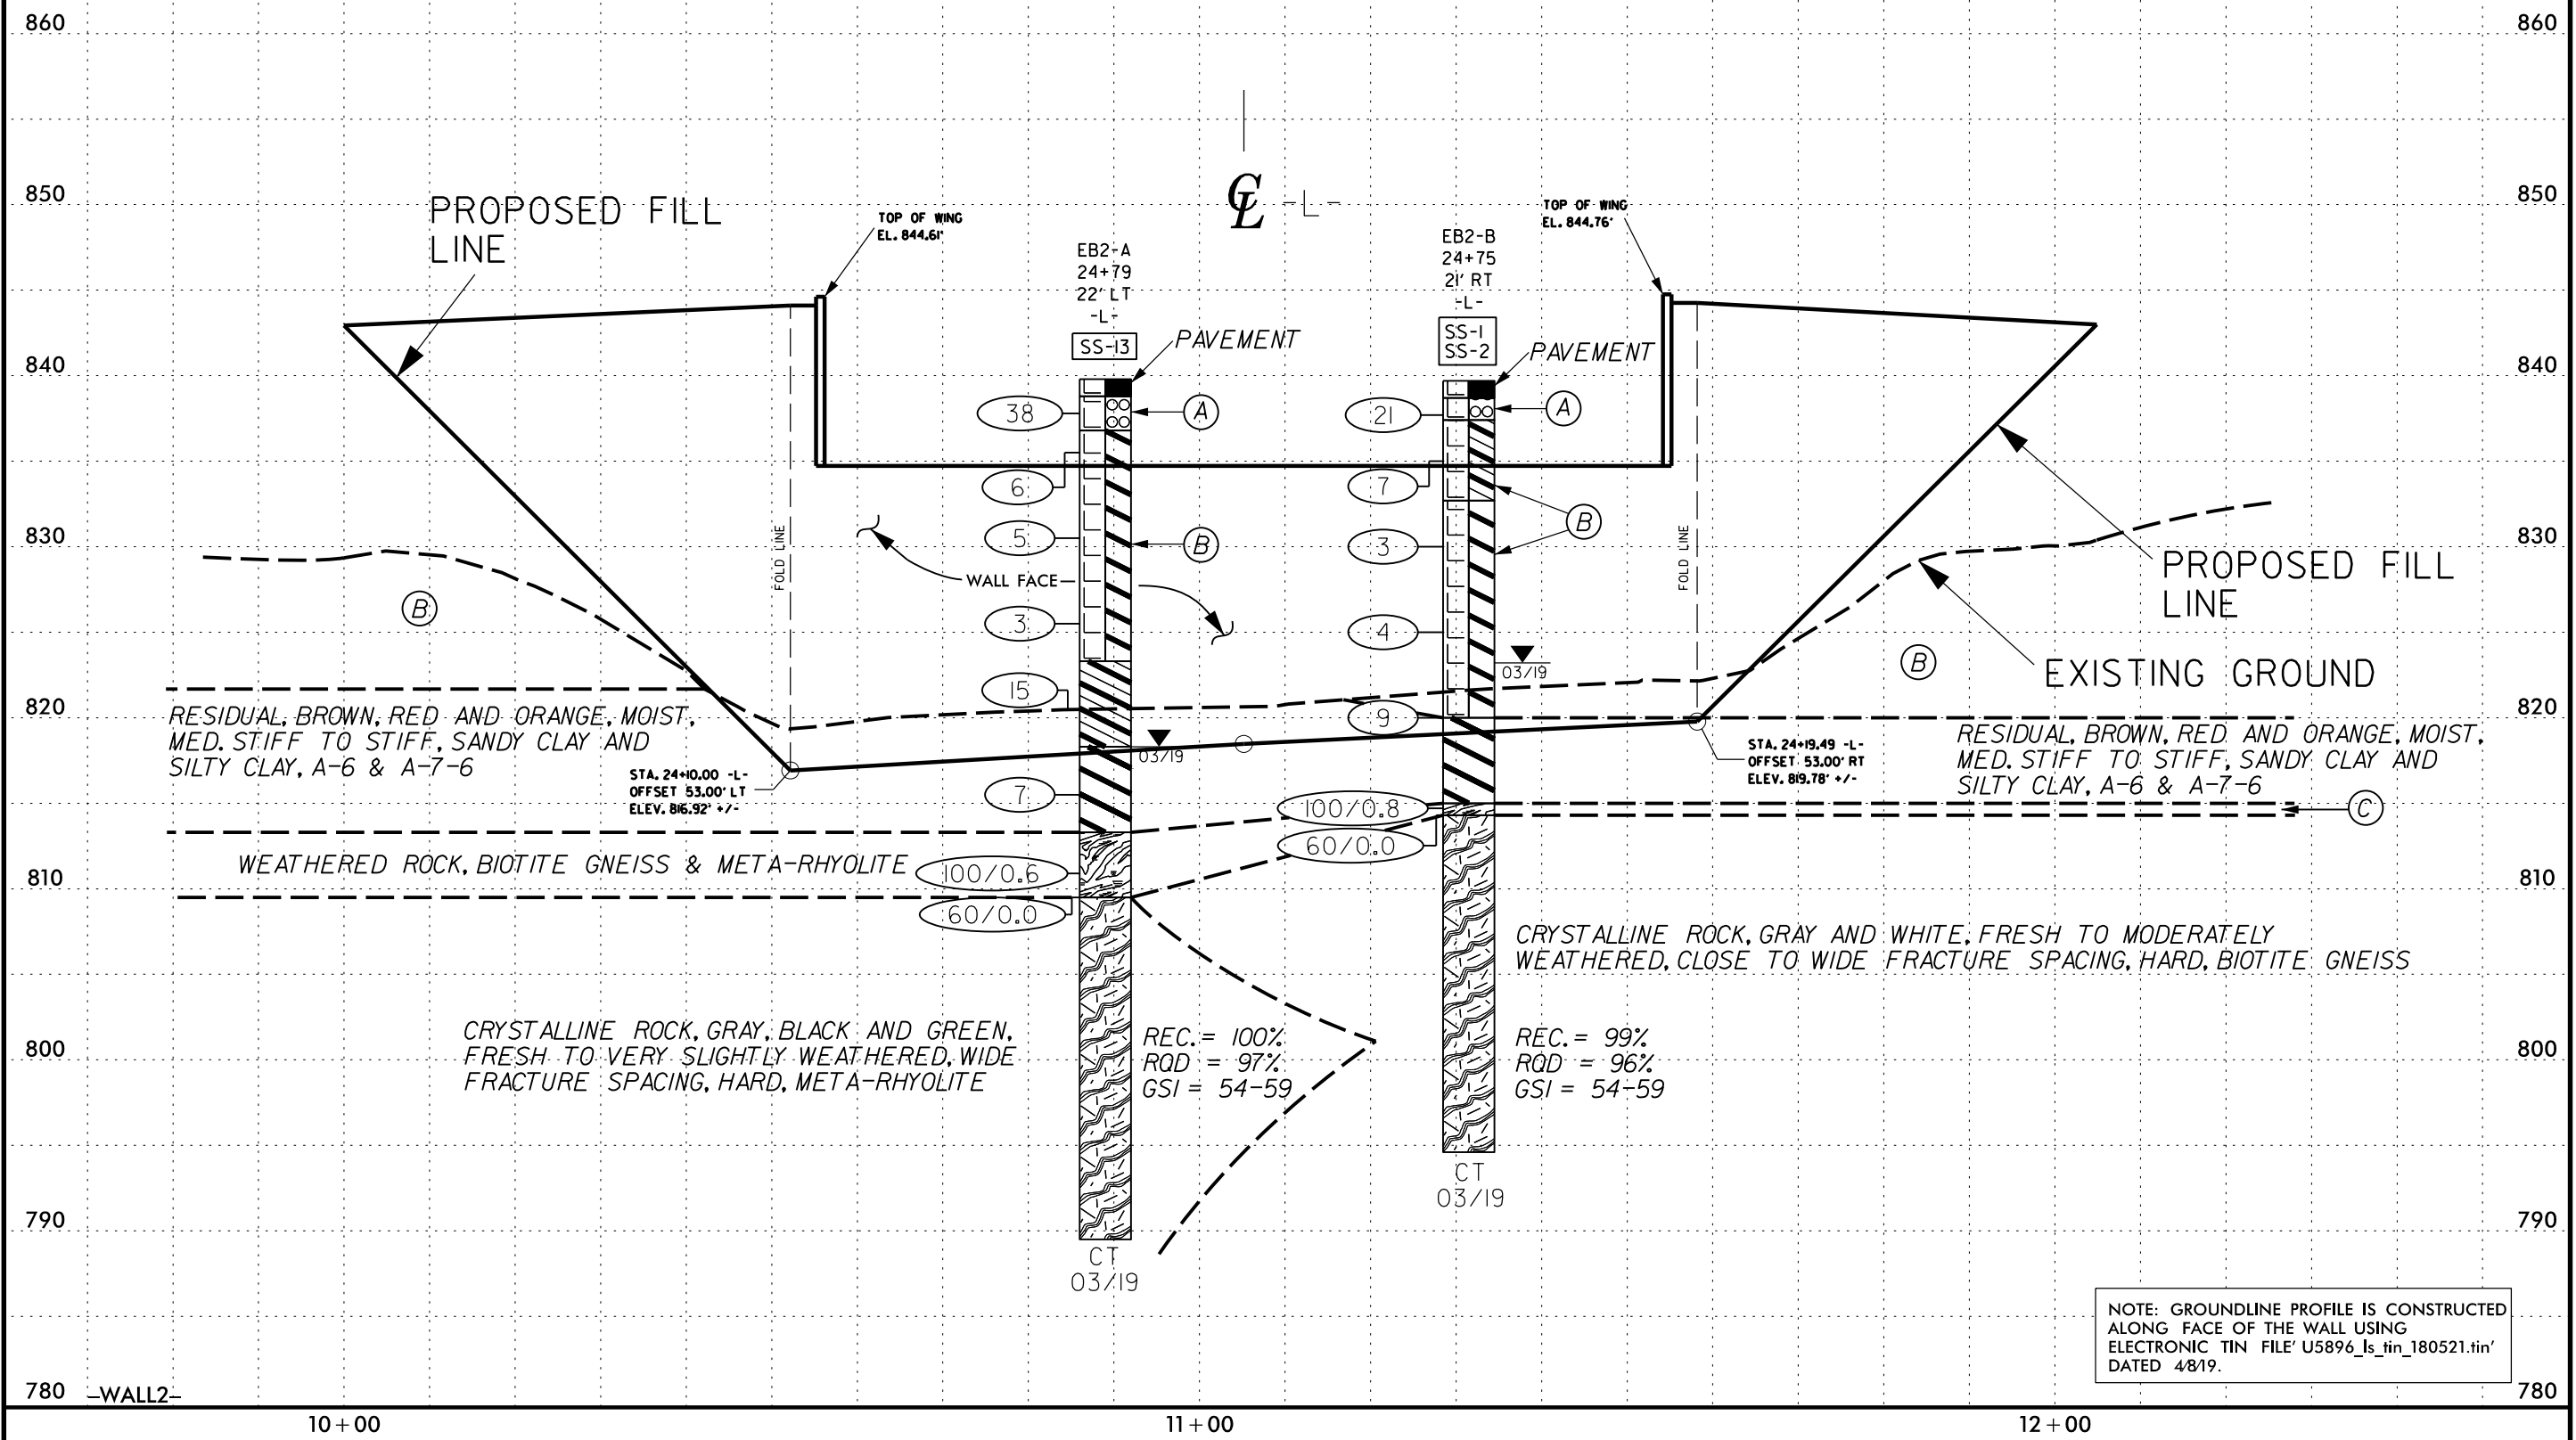 860
860
850
850
PROPOSED FILL
LINE
TOP OF WING
EL. 844.61'
℄ -L-
TOP OF WING
EL. 844.76'
EB2-A
24+79
22' LT
-L-
SS-13
PAVEMENT
EB2-B
24+75
21' RT
-L-
SS-1
SS-2
PAVEMENT
840
840
38
A
21
A
6
7
830
830
FOLD LINE
5
B
WALL FACE
3
B
FOLD LINE
PROPOSED FILL
LINE
B
3
4
03/19
B
EXISTING GROUND
15
9
820
820
RESIDUAL, BROWN, RED AND ORANGE, MOIST,
MED. STIFF TO STIFF, SANDY CLAY AND
SILTY CLAY, A-6 & A-7-6
STA. 24+10.00 -L-
OFFSET 53.00' LT
ELEV. 816.92' +/-
03/19
STA. 24+19.49 -L-
OFFSET 53.00' RT
ELEV. 819.78' +/-
RESIDUAL, BROWN, RED AND ORANGE, MOIST,
MED. STIFF TO STIFF, SANDY CLAY AND
SILTY CLAY, A-6 & A-7-6
7
100/0.8
C
60/0.0
WEATHERED ROCK, BIOTITE GNEISS & META-RHYOLITE
100/0.6
60/0.0
810
810
CRYSTALLINE ROCK, GRAY AND WHITE, FRESH TO MODERATELY
WEATHERED, CLOSE TO WIDE FRACTURE SPACING, HARD, BIOTITE GNEISS
CRYSTALLINE ROCK, GRAY, BLACK AND GREEN,
FRESH TO VERY SLIGHTLY WEATHERED, WIDE
FRACTURE SPACING, HARD, META-RHYOLITE
REC. = 100%
RQD = 97%
GSI = 54-59
REC. = 99%
RQD = 96%
GSI = 54-59
800
800
CT
03/19
790
790
CT
03/19
NOTE: GROUNDLINE PROFILE IS CONSTRUCTED
ALONG FACE OF THE WALL USING
ELECTRONIC TIN FILE' U5896_ls_tin_180521.tin'
DATED 4/8/19.
780
-WALL2-
780
10+00
11+00
12+00